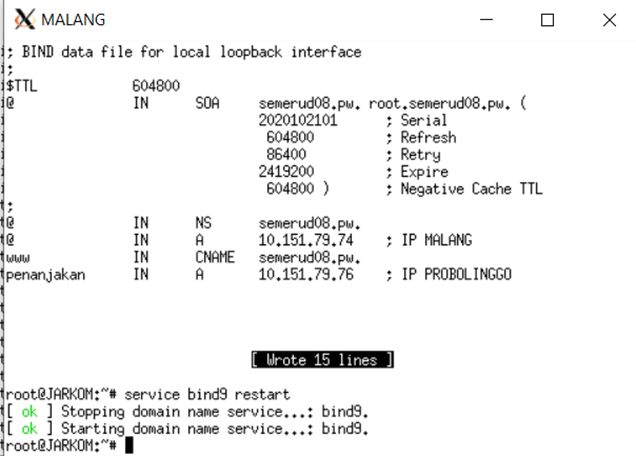 MALANG
; BIND data file for local loopback interface
;
$TTL 604800
@ IN SOA semerud08.pw. root.semerud08.pw. (
2020102101 ; Serial
604800 ; Refresh
86400 ; Retry
2419200 ; Expire
604800 ) ; Negative Cache TTL
;
@ IN NS semerud08.pw.
@ IN A 10.151.79.74 ; IP MALANG
www IN CNAME semerud08.pw.
penanjakan IN A 10.151.79.76 ; IP PROBOLINGGO
[ Wrote 15 lines ]
root@JARKOM:~# service bind9 restart
[ ok ] Stopping domain name service...: bind9.
[ ok ] Starting domain name service...: bind9.
root@JARKOM:~#